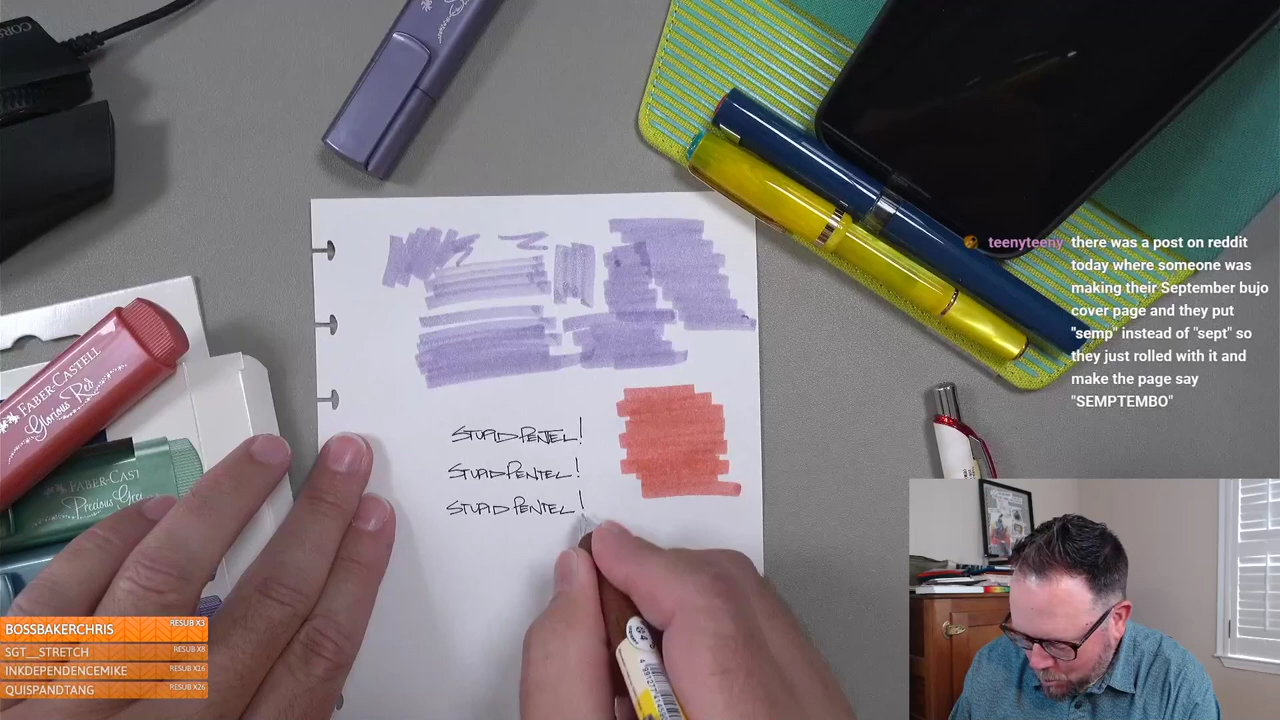 CORS
FABER-CASTELL
Glorious Red
FABER-CAST
Precious Gree
STUPID PENTEL!
STUPID PENTEL!
STUPID PENTEL!
teenyteeny there was a post on reddit
today where someone was
making their September bujo
cover page and they put
"semp" instead of "sept" so
they just rolled with it and
make the page say
"SEMPTEMBO"
BOSSBAKERCHRIS RESUB X3
SGT__STRETCH RESUB X8
INKDEPENDENCEMIKE RESUB X16
QUISPANDTANG RESUB X26